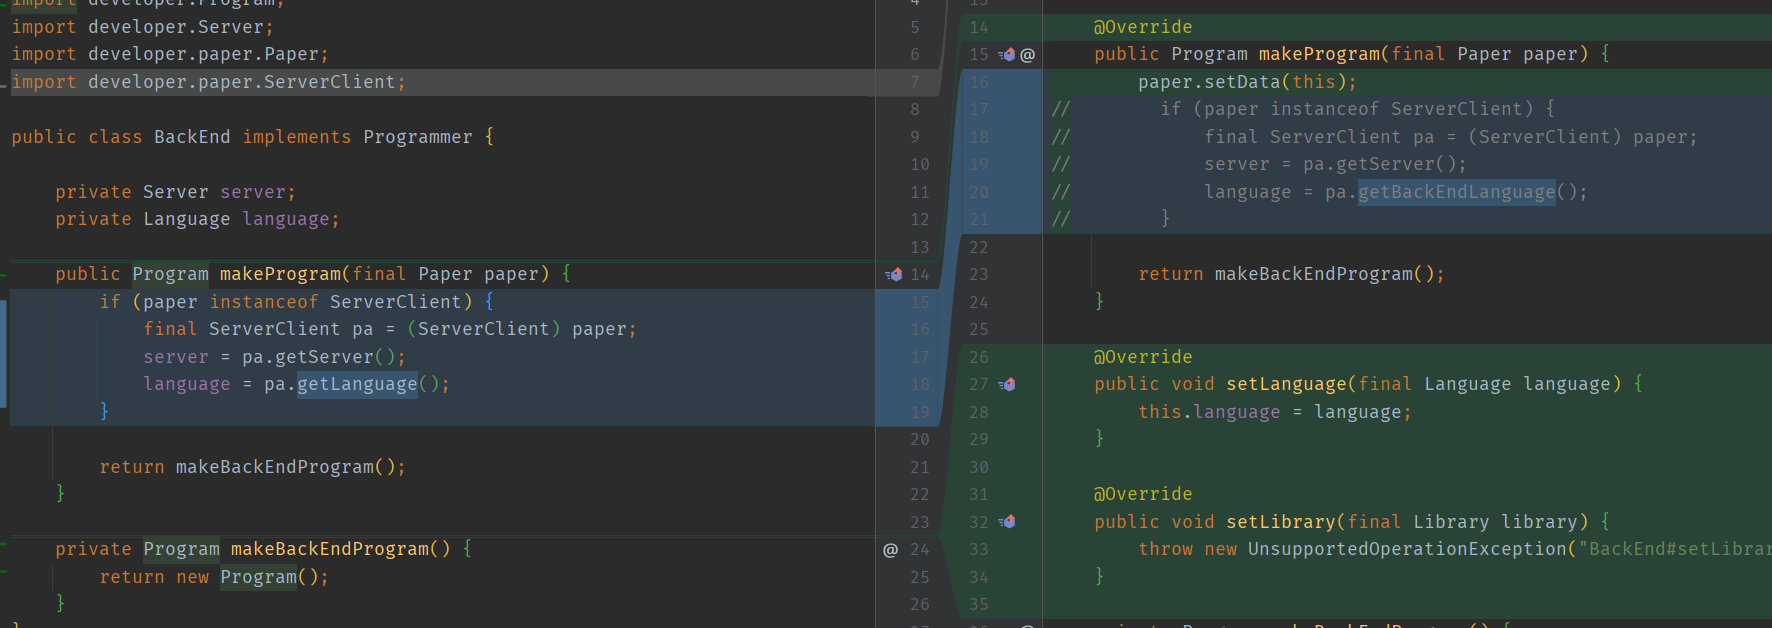 import developer.Program;
import developer.Server;
import developer.paper.Paper;
import developer.paper.ServerClient;
public class BackEnd implements Programmer {
private Server server;
private Language language;
public Program makeProgram(final Paper paper) {
if (paper instanceof ServerClient) {
final ServerClient pa = (ServerClient) paper;
server = pa.getServer();
language = pa.getLanguage();
}
return makeBackEndProgram();
}
private Program makeBackEndProgram() {
return new Program();
}
4
5
6
7
8
9
10
11
12
13
14
15
16
17
18
19
20
21
22
23
@ 24
25
26
14 @Override
15 @ public Program makeProgram(final Paper paper) {
16 paper.setData(this);
17 // if (paper instanceof ServerClient) {
18 // final ServerClient pa = (ServerClient) paper;
19 // server = pa.getServer();
20 // language = pa.getBackEndLanguage();
21 // }
22
23 return makeBackEndProgram();
24 }
25
26 @Override
27 public void setLanguage(final Language language) {
28 this.language = language;
29 }
30
31 @Override
32 public void setLibrary(final Library library) {
33 throw new UnsupportedOperationException("BackEnd#setLibrar
34 }
35